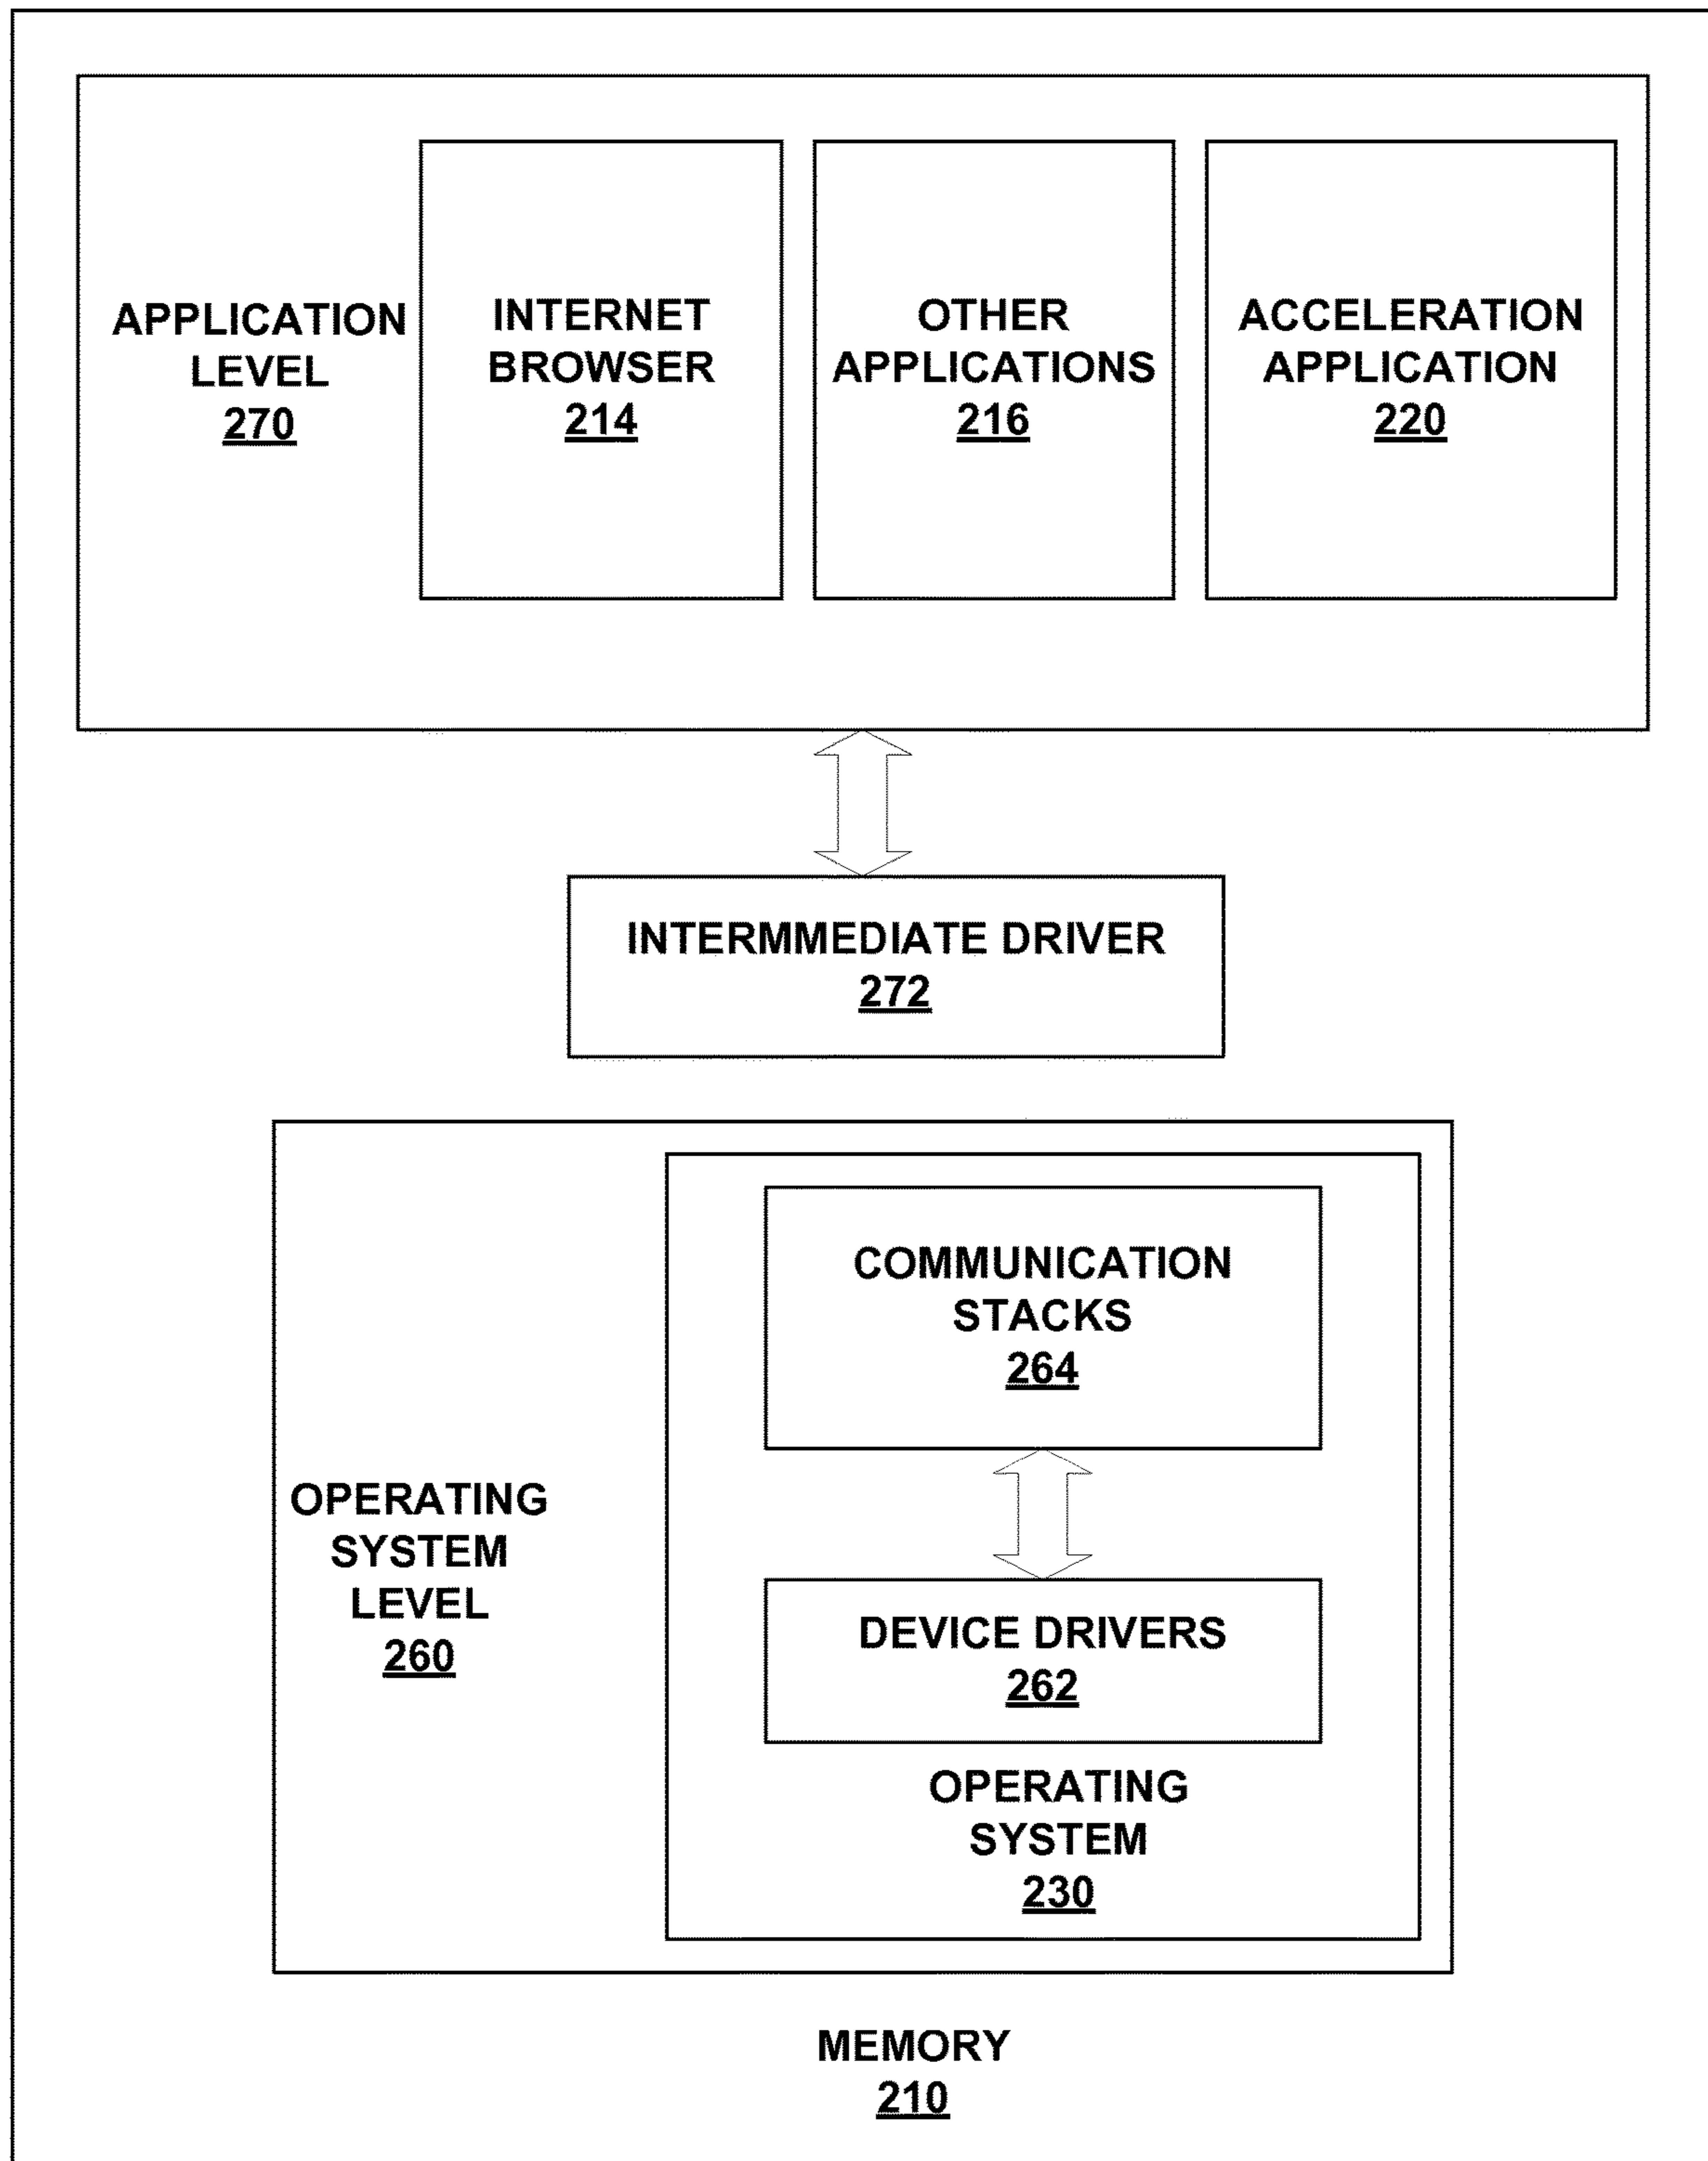 APPLICATION
LEVEL
270
INTERNET
BROWSER
214
OTHER
APPLICATIONS
216
ACCELERATION
APPLICATION
220
INTERMMEDIATE DRIVER
272
OPERATING
SYSTEM
LEVEL
260
COMMUNICATION
STACKS
264
DEVICE DRIVERS
262
OPERATING
SYSTEM
230
MEMORY
210